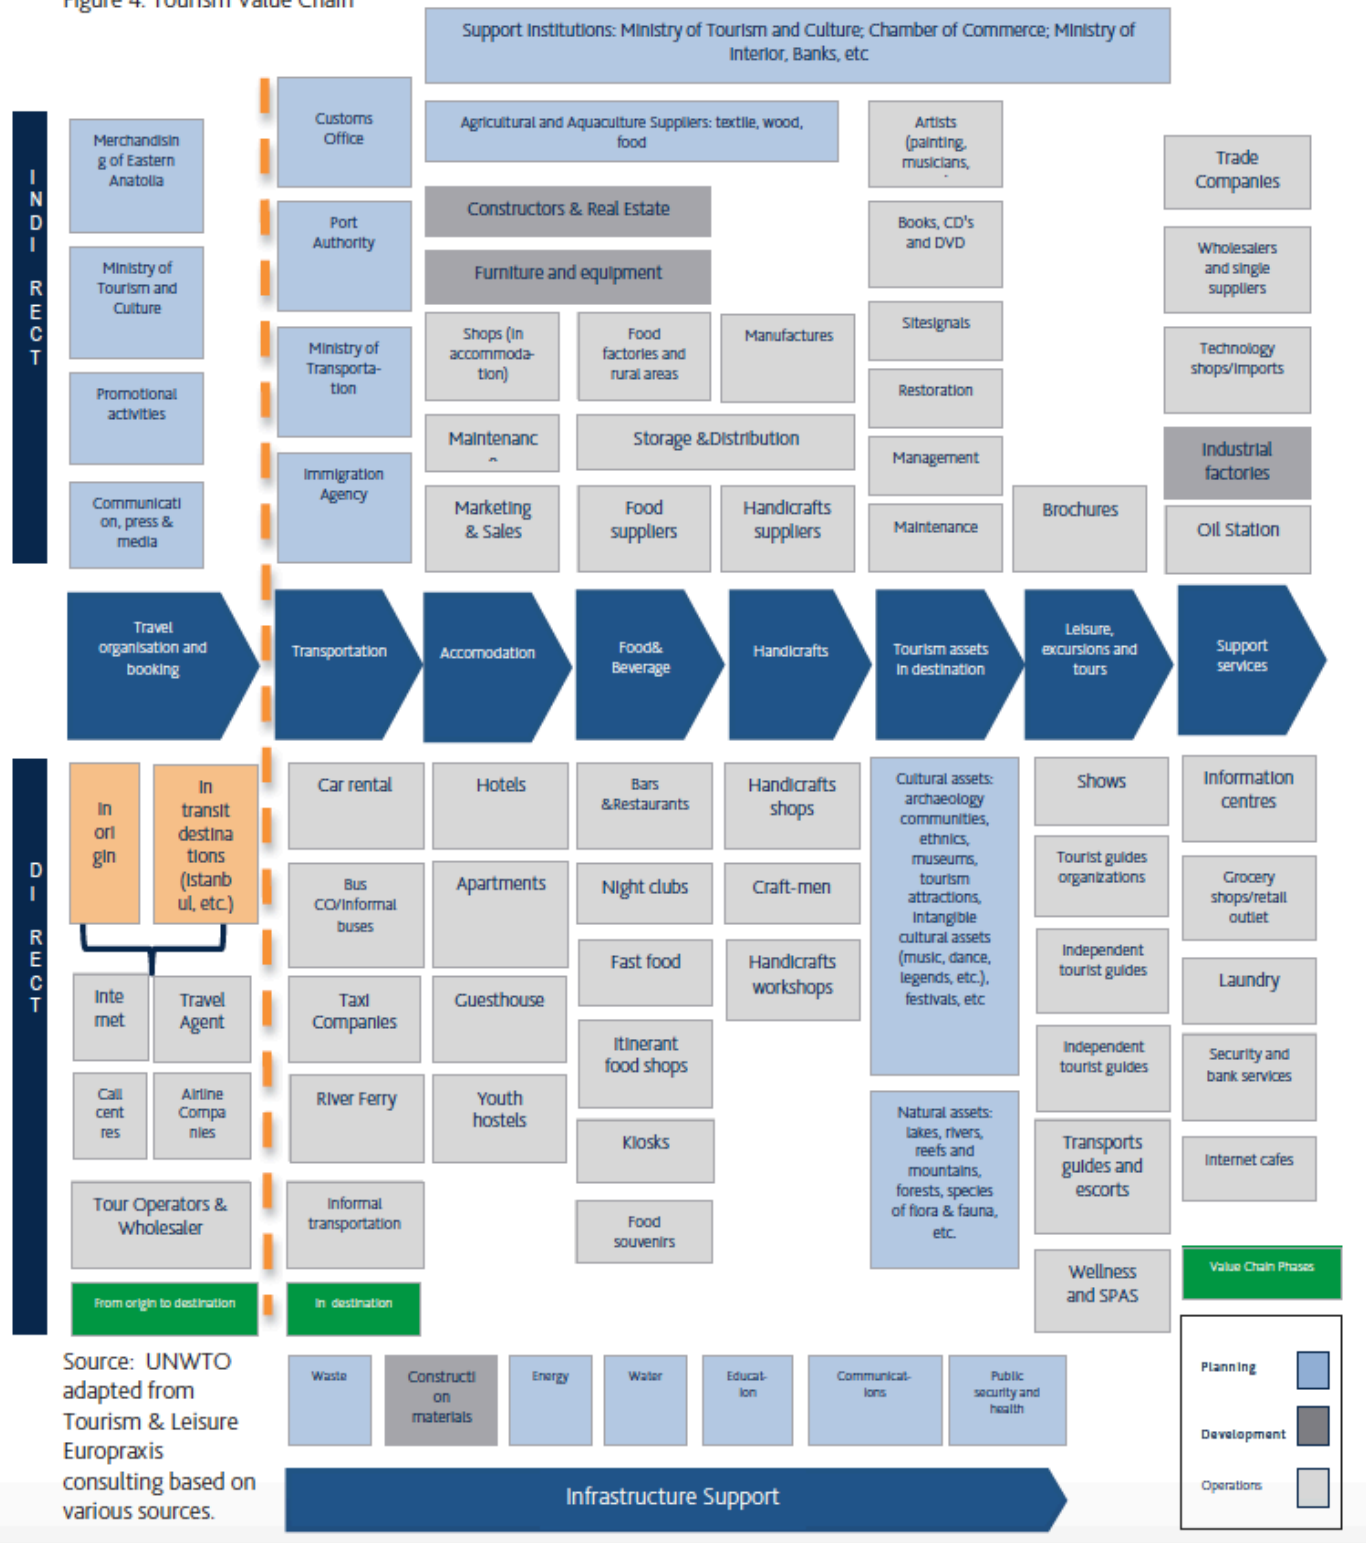 Figure 4: Tourism Value Chain
Support Institutions: Ministry of Tourism and Culture; Chamber of Commerce; Ministry of
Interior, Banks, etc
I
N
D
I
R
E
C
T
Merchandisin
g of Eastern
Anatolia
Ministry of
Tourism and
Culture
Promotional
activities
Communicati
on, press &
media
Customs
Office
Port
Authority
Ministry of
Transporta-
tion
Immigration
Agency
Agricultural and Aquaculture Suppliers: textile, wood,
food
Constructors & Real Estate
Furniture and equipment
Shops (in
accommoda-
tion)
Food
factories and
rural areas
Manufactures
Maintenanc
Storage &Distribution
Marketing
& Sales
Food
suppliers
Handicrafts
suppliers
Artists
(painting,
musicians,
Books, CD's
and DVD
Sitesignals
Restoration
Management
Maintenance
Brochures
Trade
Companies
Wholesalers
and single
suppliers
Technology
shops/imports
Industrial
factories
Oil Station
Travel
organisation and
booking
Transportation
Accomodation
Food&
Beverage
Handicrafts
Tourism assets
in destination
Leisure,
excursions and
tours
Support
services
D
I
R
E
C
T
In
ori
gin
In
transit
destina
tions
(Istanb
ul, etc.)
Inte
rnet
Travel
Agent
Call
cent
res
Airline
Compa
nies
Tour Operators &
Wholesaler
From origin to destination
Car rental
Bus
CO/Informal
buses
Taxi
Companies
River Ferry
Informal
transportation
In destination
Hotels
Apartments
Guesthouse
Youth
hostels
Bars
&Restaurants
Night clubs
Fast food
Itinerant
food shops
Kiosks
Food
souvenirs
Handicrafts
shops
Craft-men
Handicrafts
workshops
Cultural assets:
archaeology
communities,
ethnics,
museums,
tourism
attractions,
intangible
cultural assets
(music, dance,
legends, etc.),
festivals, etc
Natural assets:
lakes, rivers,
reefs and
mountains,
forests, species
of flora & fauna,
etc.
Shows
Tourist guides
organizations
Independent
tourist guides
Independent
tourist guides
Transports
guides and
escorts
Wellness
and SPAS
Information
centres
Grocery
shops/retail
outlet
Laundry
Security and
bank services
Internet cafes
Value Chain Phases
Planning
Development
Operations
Source: UNWTO
adapted from
Tourism & Leisure
Europraxis
consulting based on
various sources.
Waste
Constructi
on
materials
Energy
Water
Educat-
ion
Communicat-
ions
Public
security and
health
Infrastructure Support